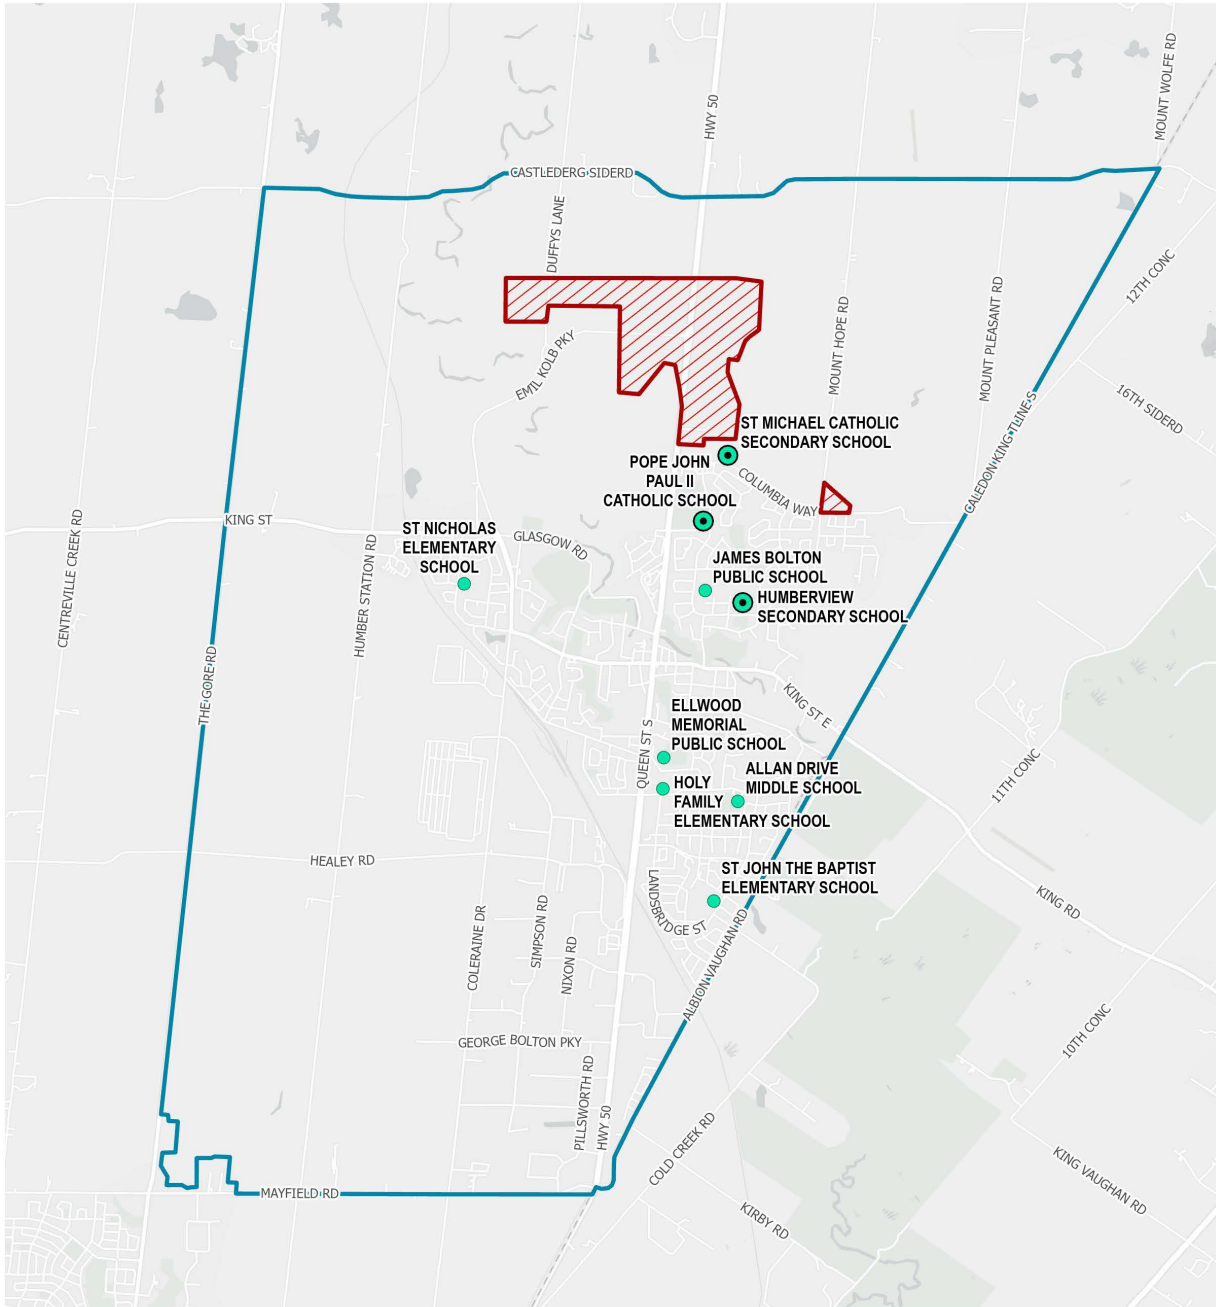 MOUNT WOLFE RD
HWY 50
CASTLEDERG SIDERD
DUFFYS LANE
12TH CONC
MOUNT HOPE RD
MOUNT PLEASANT RD
EMIL KOLB PKY
16TH SIDERD
CALEDON KING TLINE S
ST MICHAEL CATHOLIC
SECONDARY SCHOOL
POPE JOHN
PAUL II
CATHOLIC SCHOOL
COLUMBIA WAY
KING ST
ST NICHOLAS
ELEMENTARY
SCHOOL
GLASGOW RD
CENTREVILLE CREEK RD
HUMBER STATION RD
JAMES BOLTON
PUBLIC SCHOOL
HUMBERVIEW
SECONDARY SCHOOL
THE GORE RD
KING ST E
ELLWOOD
MEMORIAL
PUBLIC SCHOOL
QUEEN ST S
ALLAN DRIVE
MIDDLE SCHOOL
HOLY
FAMILY
ELEMENTARY SCHOOL
11TH CONC
HEALEY RD
ST JOHN THE BAPTIST
ELEMENTARY SCHOOL
LANDSBRIDGE ST
KING RD
COLERAINE DR
SIMPSON RD
NIXON RD
ALBION VAUGHAN RD
10TH CONC
GEORGE BOLTON PKY
PILLSWORTH RD
HWY 50
COLD CREEK RD
KING VAUGHAN RD
MAYFIELD RD
KIRBY RD